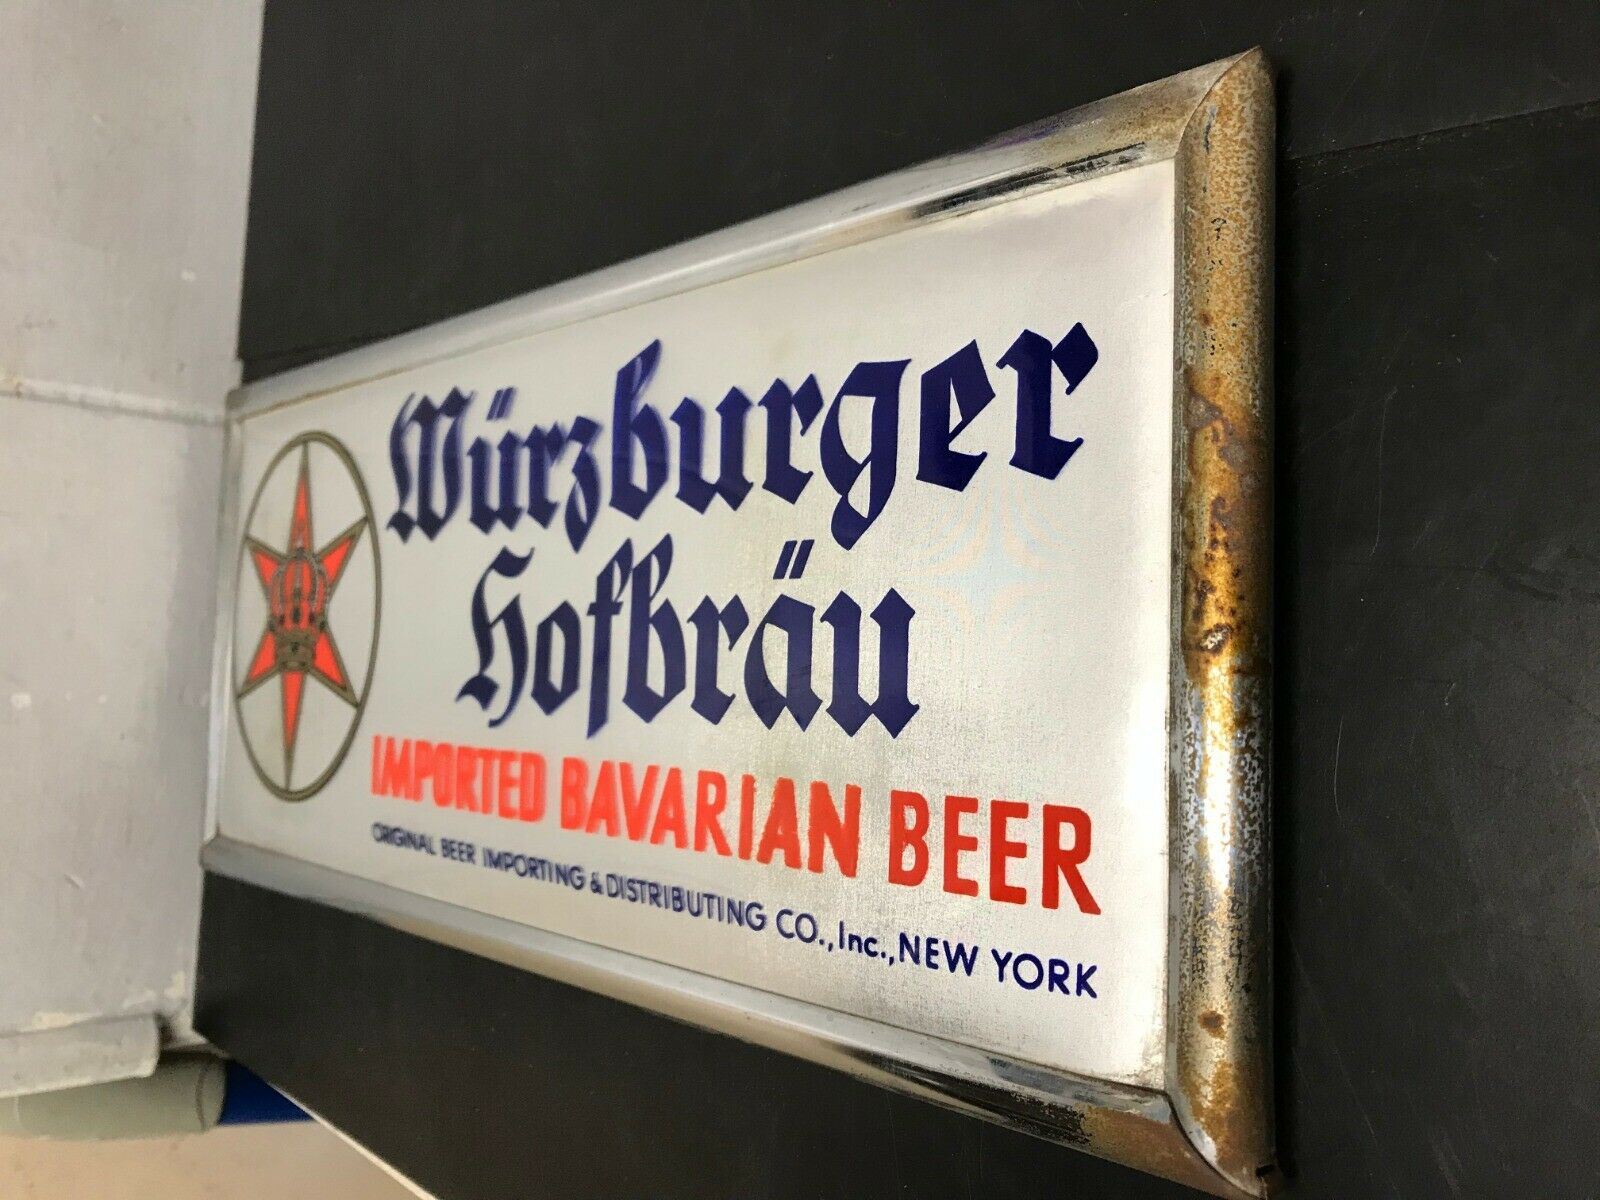 Würzburger
Hofbräu
IMPORTED BAVARIAN BEER
ORIGINAL BEER IMPORTING & DISTRIBUTING CO., Inc., NEW YORK